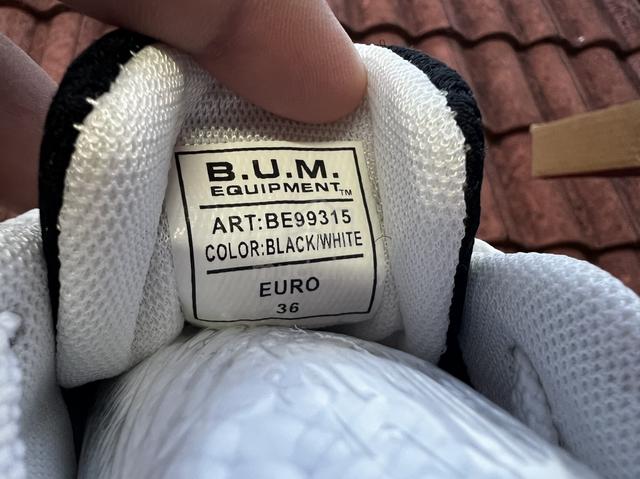 B.U.M.
EQUIPMENT™
ART:BE99315
COLOR:BLACK/WHITE
EURO
36